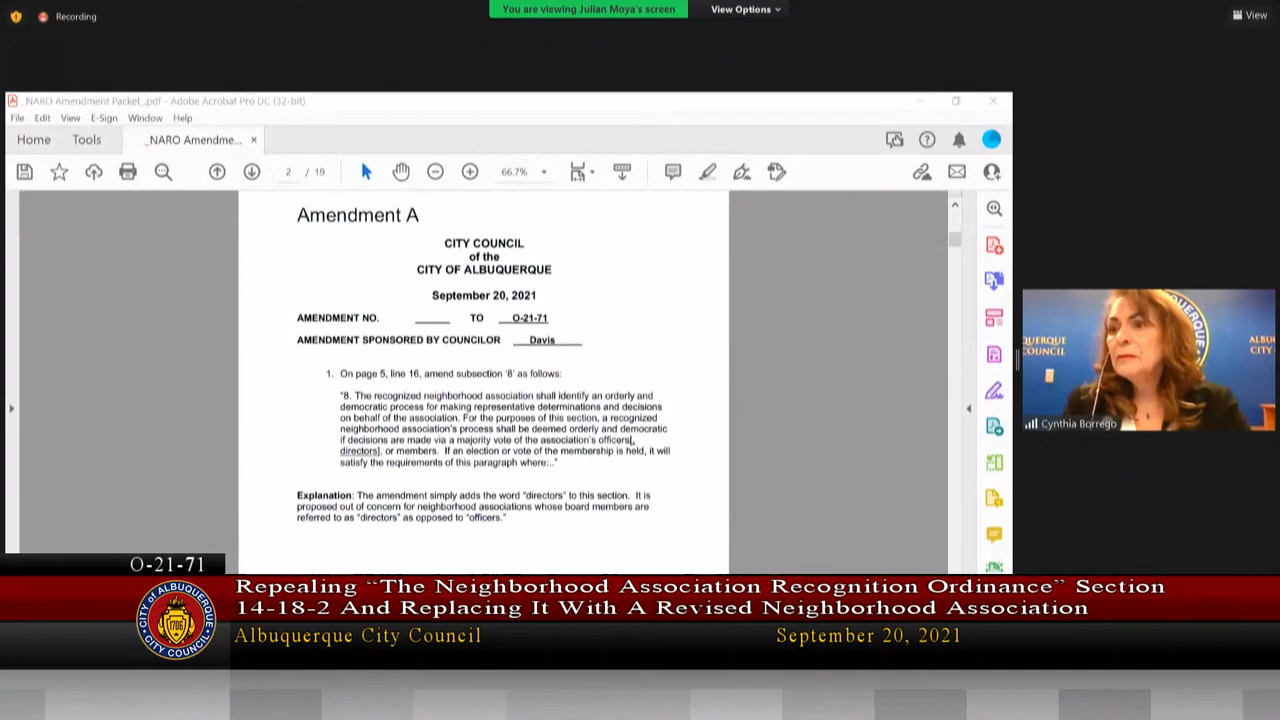 Recording
You are viewing Julian Moya's screen
View Options
View
_NARO Amendment Packet_.pdf - Adobe Acrobat Pro DC (32-bit)
File Edit View E-Sign Window Help
Home Tools _NARO Amendme... ×
2 / 19 66.7%
Amendment A
CITY COUNCIL
of the
CITY OF ALBUQUERQUE
September 20, 2021
AMENDMENT NO. ______ TO O-21-71
AMENDMENT SPONSORED BY COUNCILOR Davis
1. On page 5, line 16, amend subsection '8' as follows:
"8. The recognized neighborhood association shall identify an orderly and
democratic process for making representative determinations and decisions
on behalf of the association. For the purposes of this section, a recognized
neighborhood association's process shall be deemed orderly and democratic
if decisions are made via a majority vote of the association's officers[,
directors], or members. If an election or vote of the membership is held, it will
satisfy the requirements of this paragraph where:.."
Explanation: The amendment simply adds the word "directors" to this section. It is
proposed out of concern for neighborhood associations whose board members are
referred to as "directors" as opposed to "officers."
QUERQUE
COUNCIL
ALBU
CITY
Cynthia Borrego
O-21-71
Repealing "The Neighborhood Association Recognition Ordinance" Section
14-18-2 And Replacing It With A Revised Neighborhood Association
Albuquerque City Council
September 20, 2021
CITY OF ALBUQUERQUE
1706
CITY COUNCIL